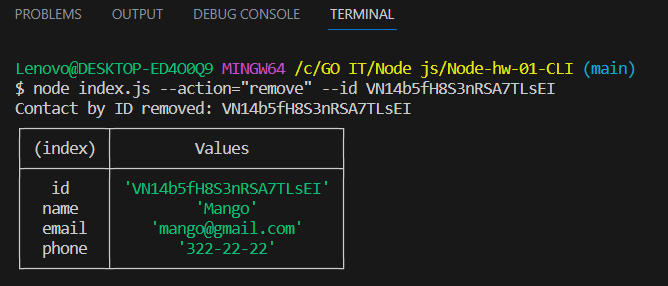 PROBLEMS OUTPUT DEBUG CONSOLE TERMINAL
Lenovo@DESKTOP-ED4O0Q9 MINGW64 /c/GO IT/Node js/Node-hw-01-CLI (main)
$ node index.js --action="remove" --id VN14b5fH8S3nRSA7TLsEI
Contact by ID removed: VN14b5fH8S3nRSA7TLsEI
(index) Values
id 'VN14b5fH8S3nRSA7TLsEI'
name 'Mango'
email 'mango@gmail.com'
phone '322-22-22'